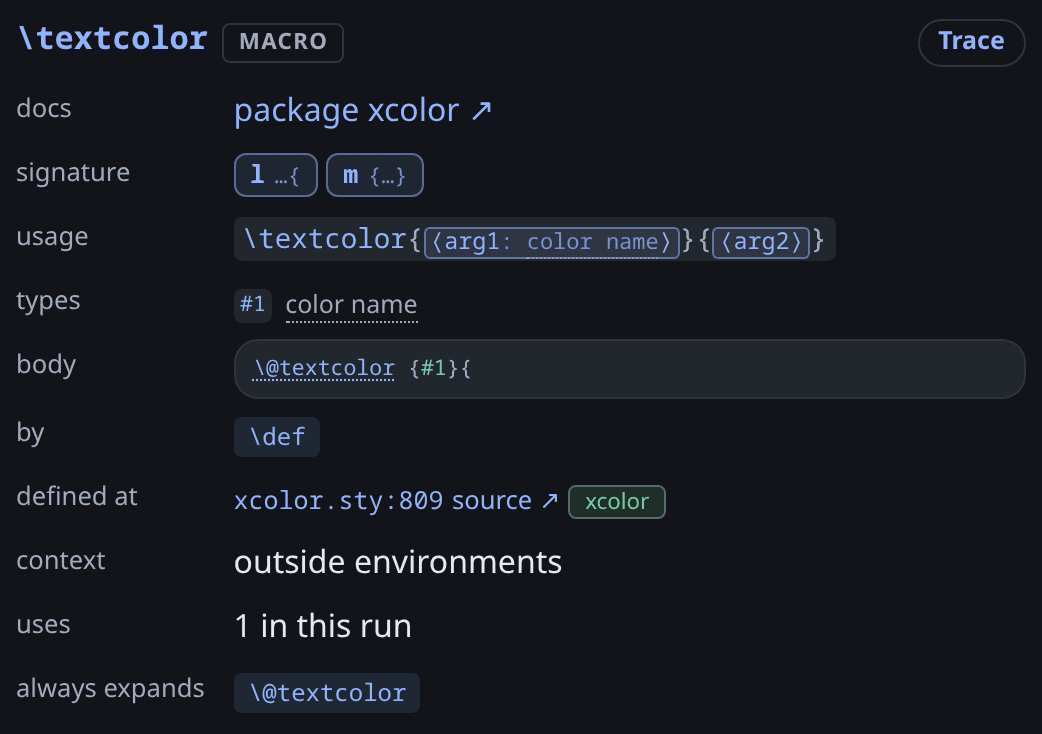 \textcolor MACRO Trace
docs package xcolor ↗
signature l …{ m {…}
usage \textcolor{⟨arg1: color name⟩}{⟨arg2⟩}
types #1 color name
body \@textcolor {#1}{
by \def
defined at xcolor.sty:809 source ↗ xcolor
context outside environments
uses 1 in this run
always expands \@textcolor